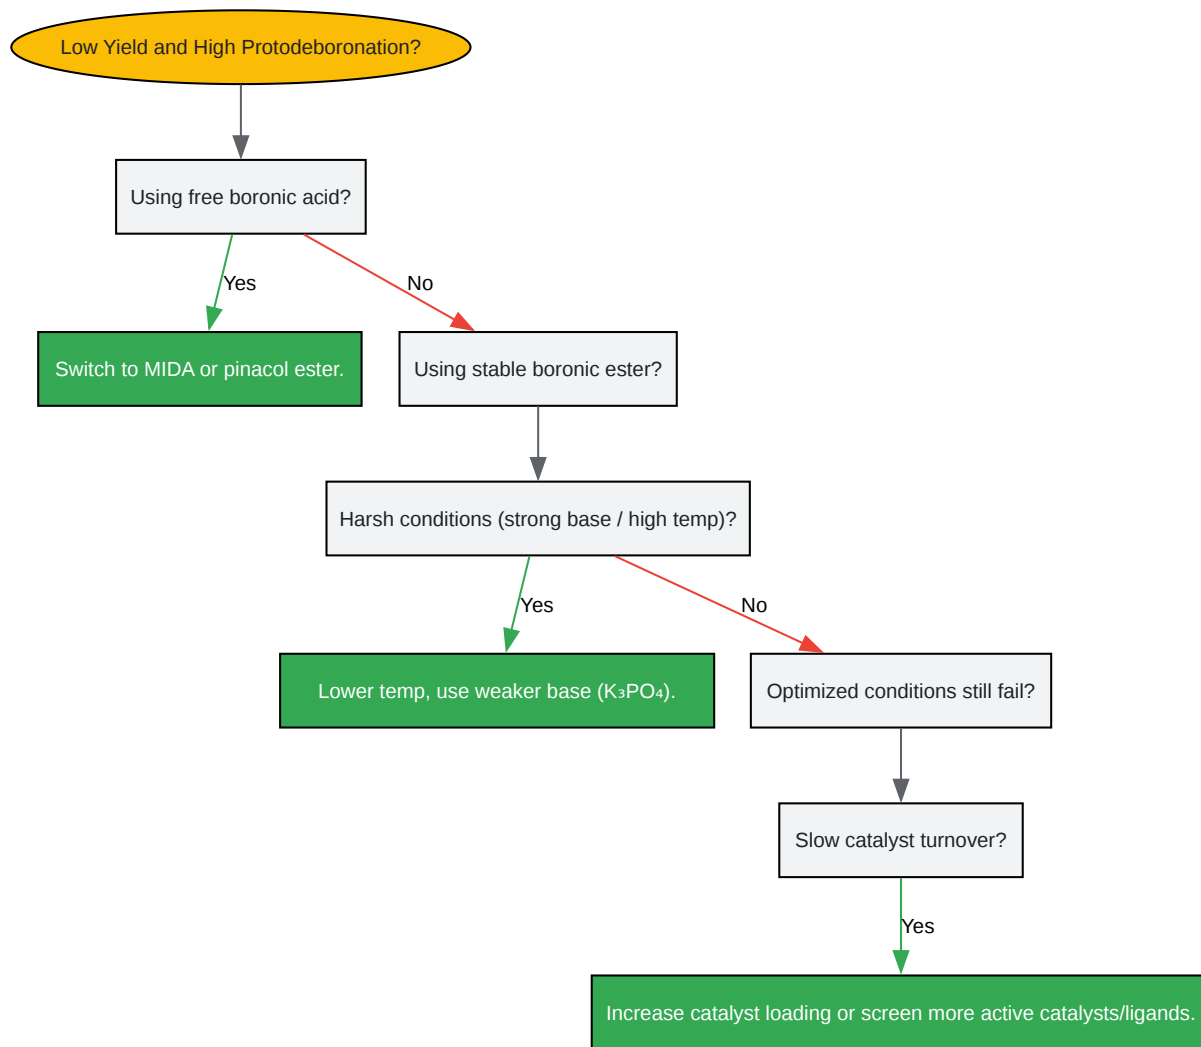 Low Yield and High Protodeboronation?
Using free boronic acid?
Yes
No
Switch to MIDA or pinacol ester.
Using stable boronic ester?
Harsh conditions (strong base / high temp)?
Yes
No
Lower temp, use weaker base (K₃PO₄).
Optimized conditions still fail?
Slow catalyst turnover?
Yes
Increase catalyst loading or screen more active catalysts/ligands.